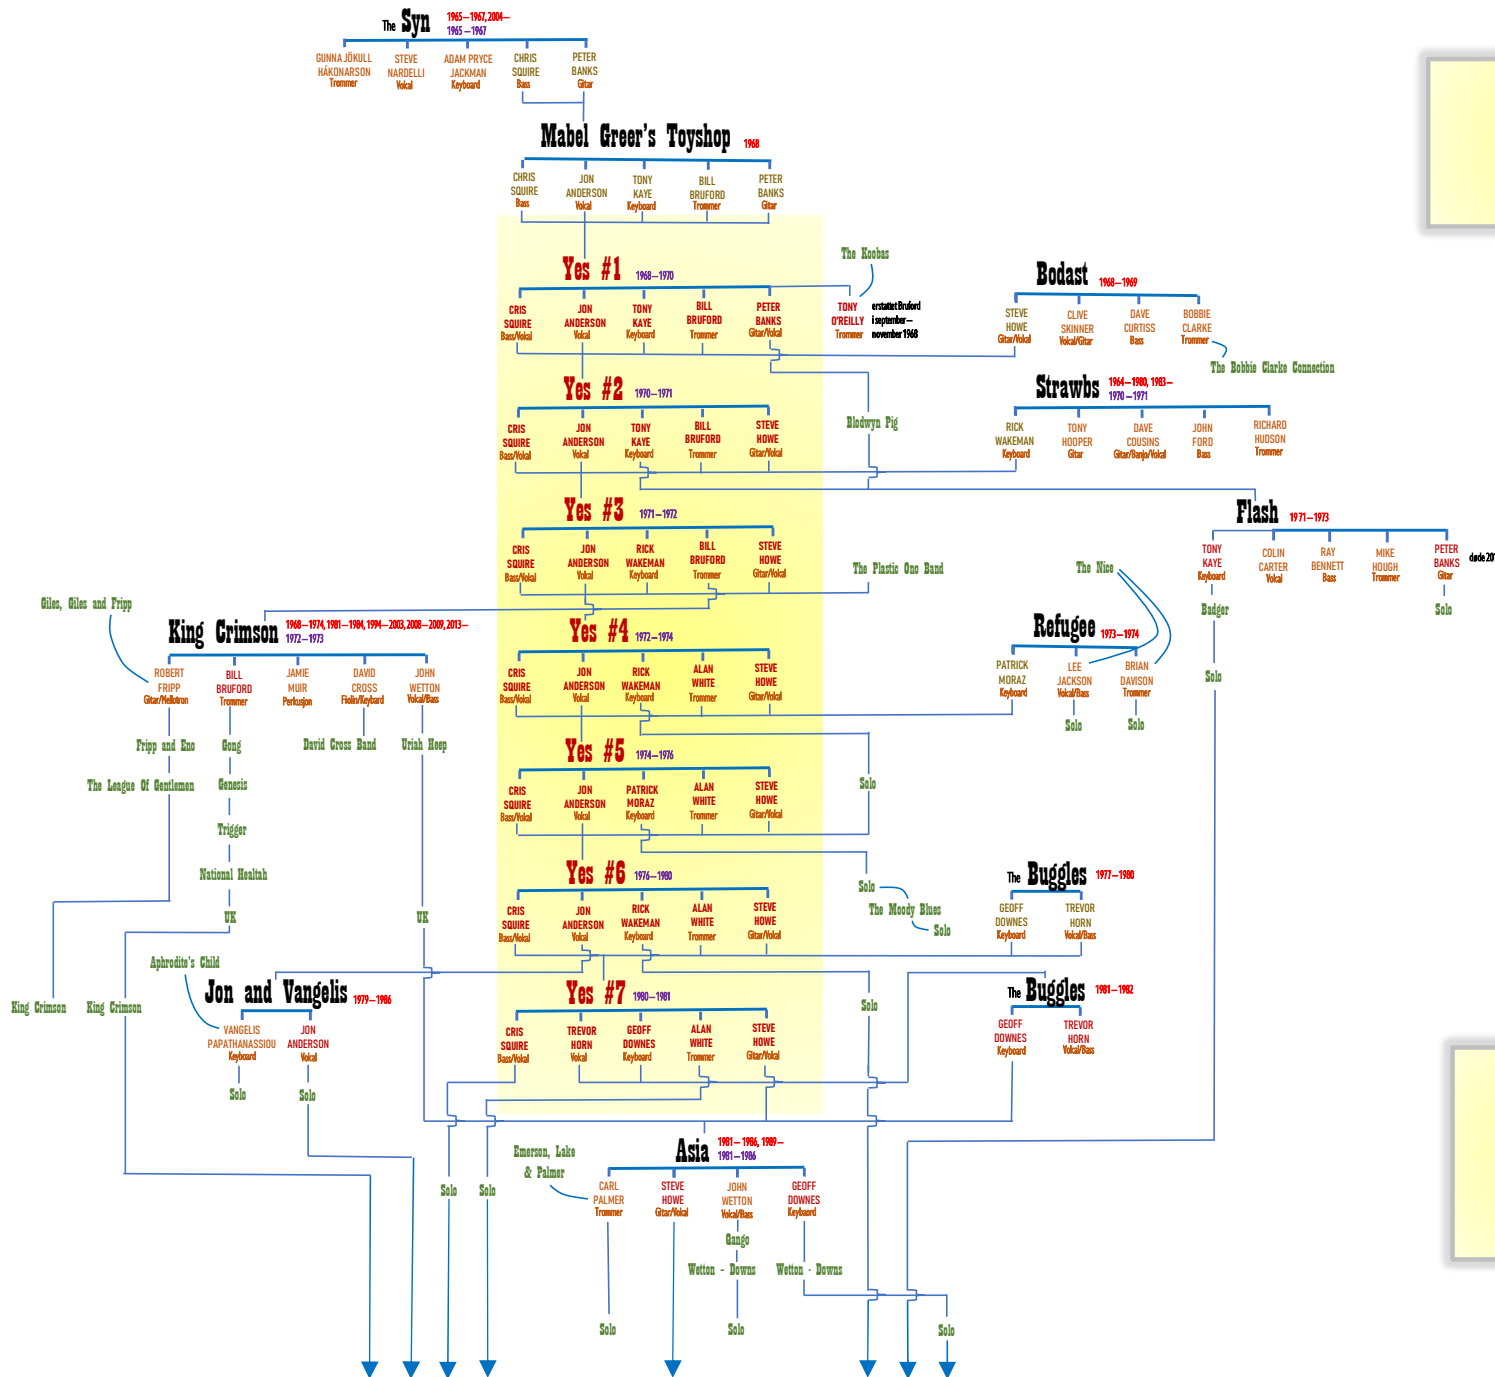 The Syn 1965–1967, 2004–
1965–1967
GUNNA JÖKULL HÁKONARSON Trommer
STEVE NARDELLI Vokal
ADAM PRYCE JACKMAN Keyboard
CHRIS SQUIRE Bass
PETER BANKS Gitar
Mabel Greer's Toyshop 1968
CHRIS SQUIRE Bass
JON ANDERSON Vokal
TONY KAYE Keyboard
BILL BRUFORD Trommer
PETER BANKS Gitar
Yes #1 1968–1970
CRIS SQUIRE Bass/Vokal
JON ANDERSON Vokal
TONY KAYE Keyboard
BILL BRUFORD Trommer
PETER BANKS Gitar/Vokal
The Koobas
TONY O'REILLY Trommer
erstattet Bruford
i september–
november 1968
Bodast 1968–1969
STEVE HOWE Gitar/Vokal
CLIVE SKINNER Vokal/Gitar
DAVE CURTISS Bass
BOBBIE CLARKE Trommer
The Bobbie Clarke Connection
Yes #2 1970–1971
CRIS SQUIRE Bass/Vokal
JON ANDERSON Vokal
TONY KAYE Keyboard
BILL BRUFORD Trommer
STEVE HOWE Gitar/Vokal
Blodwyn Pig
Strawbs 1964–1980, 1983–
1970–1971
RICK WAKEMAN Keyboard
TONY HOOPER Gitar
DAVE COUSINS Gitar/Banjo/Vokal
JOHN FORD Bass
RICHARD HUDSON Trommer
Yes #3 1971–1972
CRIS SQUIRE Bass/Vokal
JON ANDERSON Vokal
RICK WAKEMAN Keyboard
BILL BRUFORD Trommer
STEVE HOWE Gitar/Vokal
The Plastic Ono Band
Flash 1971–1973
TONY KAYE Keyboard
COLIN CARTER Vokal
RAY BENNETT Bass
MIKE HOUGH Trommer
PETER BANKS Gitar
døde 20
Badger
Solo
Solo
The Nice
Giles, Giles and Fripp
King Crimson 1968–1974, 1981–1984, 1994–2003, 2008–2009, 2013–
1972–1973
ROBERT FRIPP Gitar/Mellotron
BILL BRUFORD Trommer
JAMIE MUIR Perkusjon
DAVID CROSS Fiolin/Keybard
JOHN WETTON Vokal/Bass
Yes #4 1972–1974
CRIS SQUIRE Bass/Vokal
JON ANDERSON Vokal
RICK WAKEMAN Keyboard
ALAN WHITE Trommer
STEVE HOWE Gitar/Vokal
Refugee 1973–1974
PATRICK MORAZ Keyboard
LEE JACKSON Vokal/Bass
BRIAN DAVISON Trommer
Solo
Solo
Fripp and Eno
Gong
David Cross Band
Uriah Heep
The League Of Gentlemen
Genesis
Trigger
National Healtah
UK
UK
Yes #5 1974–1976
CRIS SQUIRE Bass/Vokal
JON ANDERSON Vokal
PATRICK MORAZ Keyboard
ALAN WHITE Trommer
STEVE HOWE Gitar/Vokal
Solo
Yes #6 1976–1980
CRIS SQUIRE Bass/Vokal
JON ANDERSON Vokal
RICK WAKEMAN Keyboard
ALAN WHITE Trommer
STEVE HOWE Gitar/Vokal
Solo
The Moody Blues
Solo
The Buggles 1977–1980
GEOFF DOWNES Keyboard
TREVOR HORN Vokal/Bass
Aphrodite's Child
King Crimson
King Crimson
Jon and Vangelis 1979–1986
VANGELIS PAPATHANASSIOU Keyboard
JON ANDERSON Vokal
Solo
Solo
Yes #7 1980–1981
CRIS SQUIRE Bass/Vokal
TREVOR HORN Vokal
GEOFF DOWNES Keyboard
ALAN WHITE Trommer
STEVE HOWE Gitar/Vokal
Solo
The Buggles 1981–1982
GEOFF DOWNES Keyboard
TREVOR HORN Vokal/Bass
Solo
Solo
Emerson, Lake
& Palmer
Asia 1981–1986, 1989–
1981–1986
CARL PALMER Trommer
STEVE HOWE Gitar/Vokal
JOHN WETTON Vokal/Bass
GEOFF DOWNES Keybaord
Qango
Wetton - Downs
Wetton - Downs
Solo
Solo
Solo